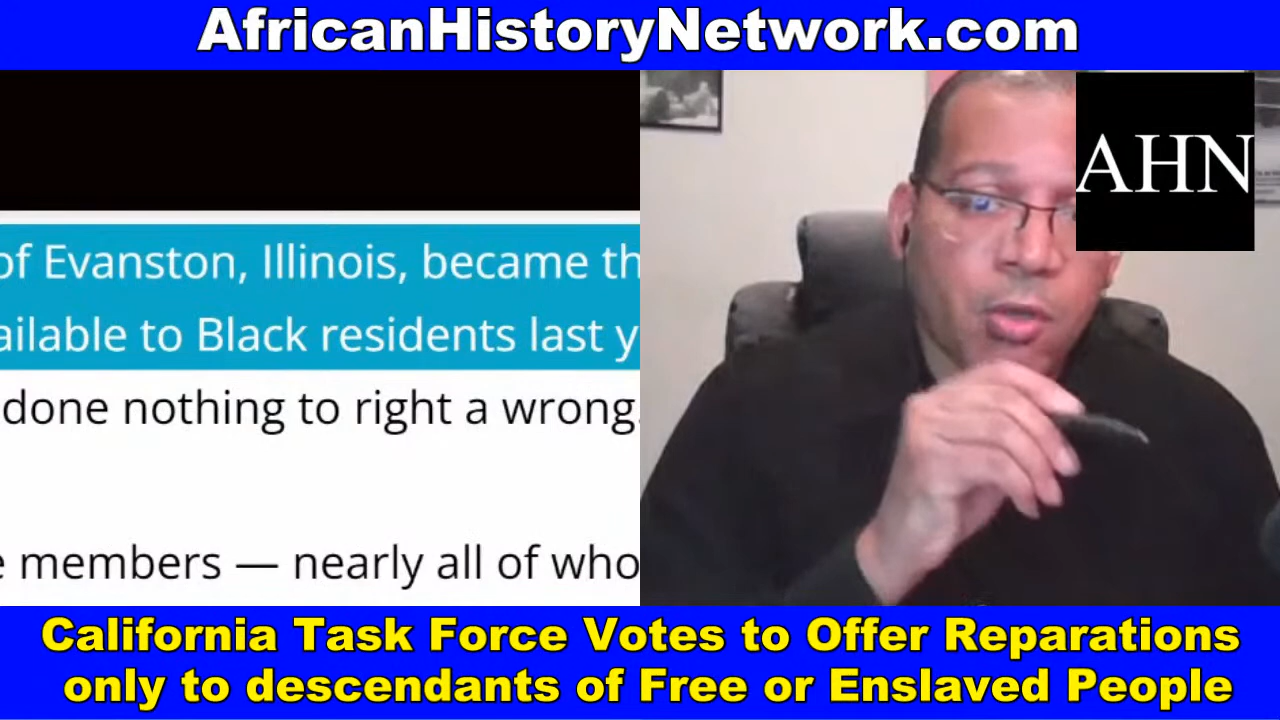 AfricanHistoryNetwork.com
of Evanston, Illinois, became th
ailable to Black residents last y
done nothing to right a wrong.
e members — nearly all of who
AHN
California Task Force Votes to Offer Reparations
only to descendants of Free or Enslaved People